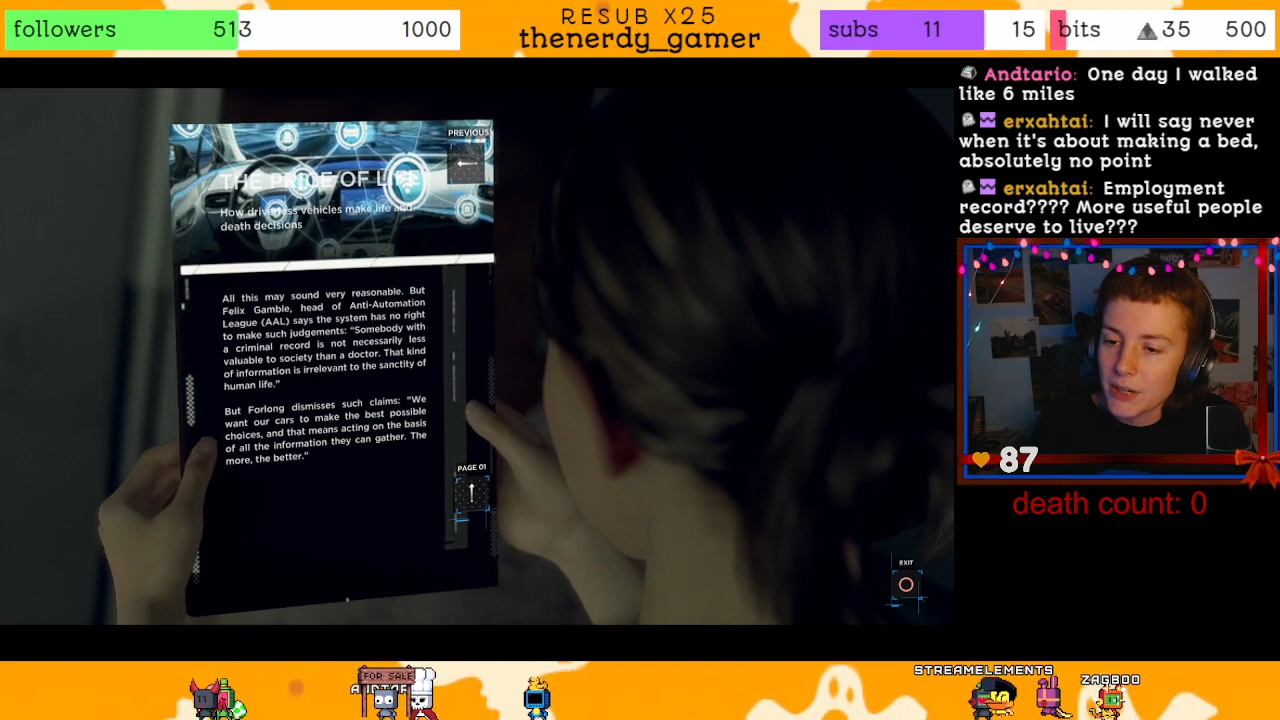 followers 513 1000
RESUB X25
thenerdy_gamer
subs 11 15
bits 35 500
Andtario: One day I walked
like 6 miles
erxahtai: I will say never
when it's about making a bed,
absolutely no point
erxahtai: Employment
record???? More useful people
deserve to live???
PREVIOUS
THE PRICE OF LIFE
How driverless vehicles make life and
death decisions
All this may sound very reasonable. But
Felix Gamble, head of Anti-Automation
League (AAL) says the system has no right
to make such judgements: "Somebody with
a criminal record is not necessarily less
valuable to society than a doctor. That kind
of information is irrelevant to the sanctity of
human life."
But Forlong dismisses such claims: "We
want our cars to make the best possible
choices, and that means acting on the basis
of all the information they can gather. The
more, the better."
PAGE 01
EXIT
87
death count: 0
FOR SALE
STREAMELEMENTS
ZAGBOO
11